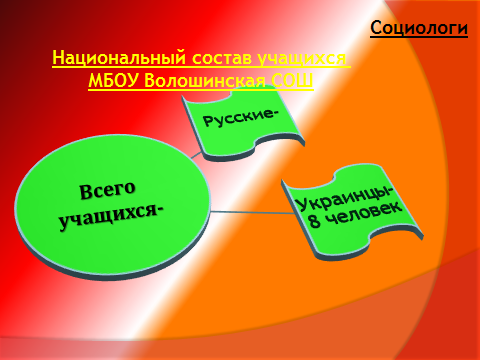 Социологи
Национальный состав учащихся
МБОУ Волошинская СОШ
Русские-
Всего
учащихся-
Украинцы-
8 человек